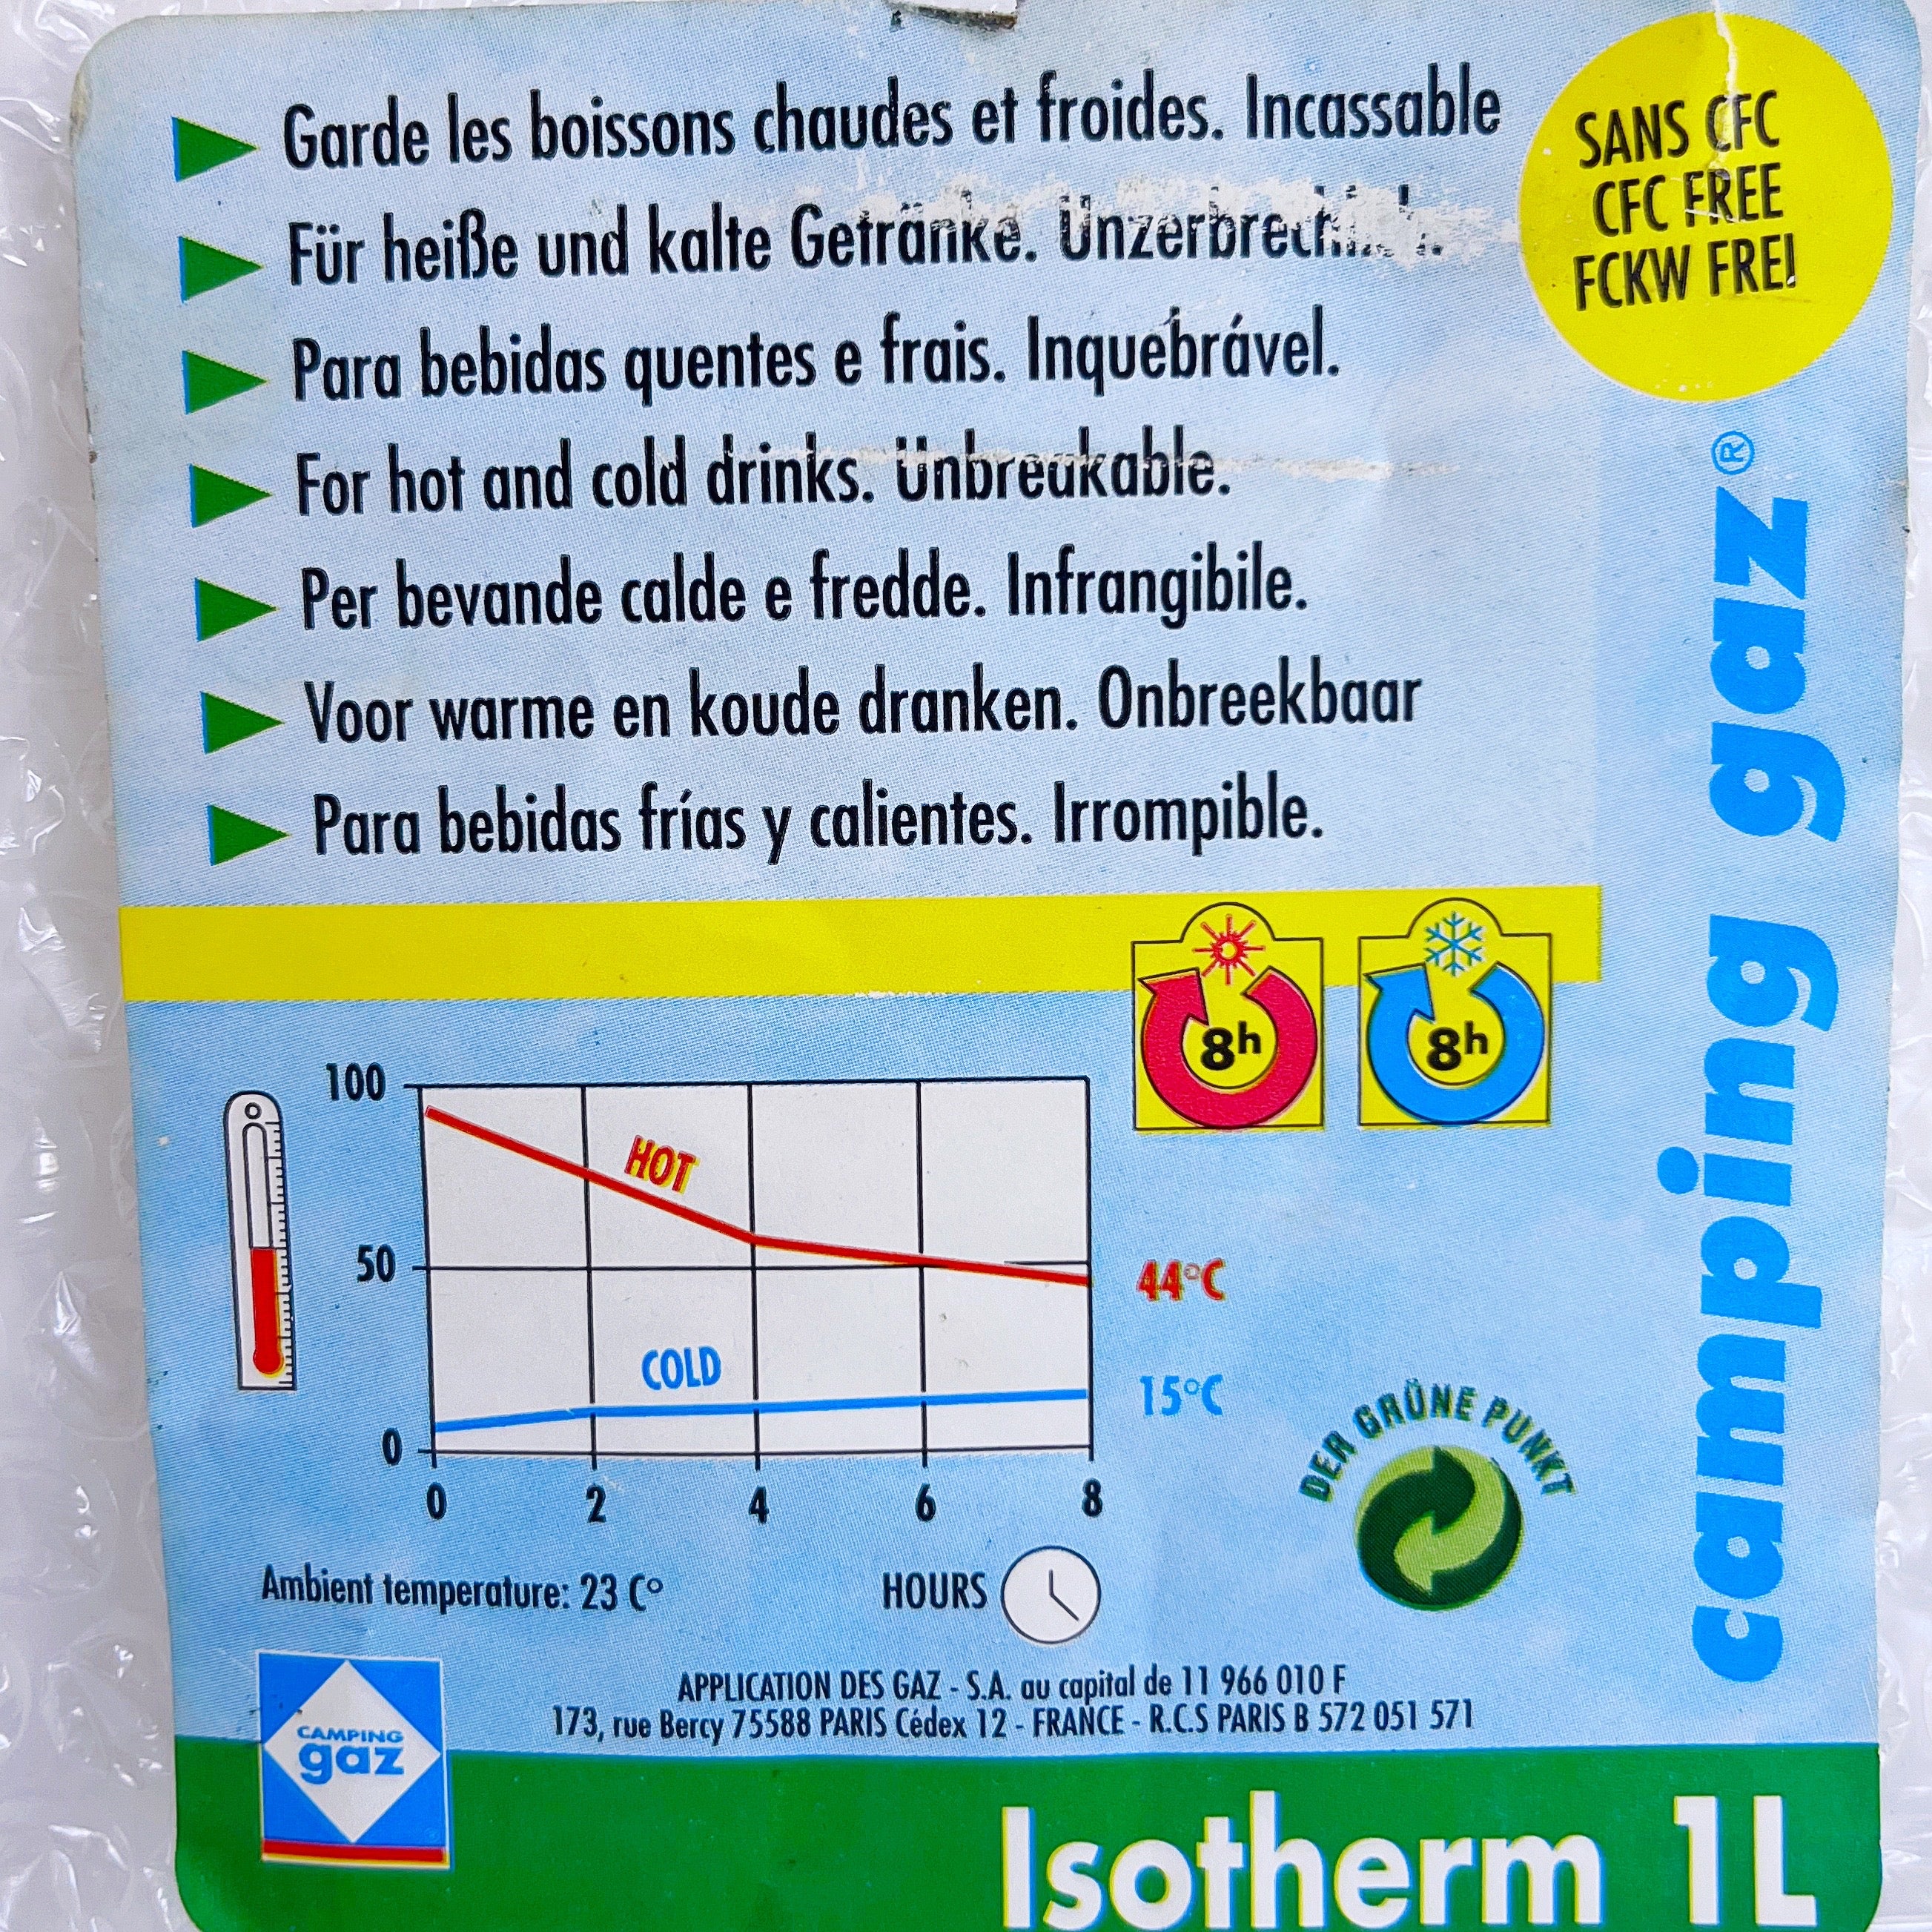 Garde les boissons chaudes et froides. Incassable
Für heiße und kalte Getränke.
Para bebidas quentes e frais. Inquebrável.
For hot and cold drinks. Unbreakable.
Per bevande calde e fredde. Infrangibile.
Voor warme en koude dranken. Onbreekbaar
Para bebidas frías y calientes. Irrompible.
SANS CFC
CFC FREE
FCKW FREI
camping gaz®
8h
8h
100
50
0
HOT
COLD
44°C
15°C
0 2 4 6 8
Ambient temperature: 23 C°
HOURS
DER GRÜNE PUNKT
APPLICATION DES GAZ - S.A. au capital de 11 966 010 F
173, rue Bercy 75588 PARIS Cédex 12 - FRANCE - R.C.S PARIS B 572 051 571
CAMPING
gaz
Isotherm 1L